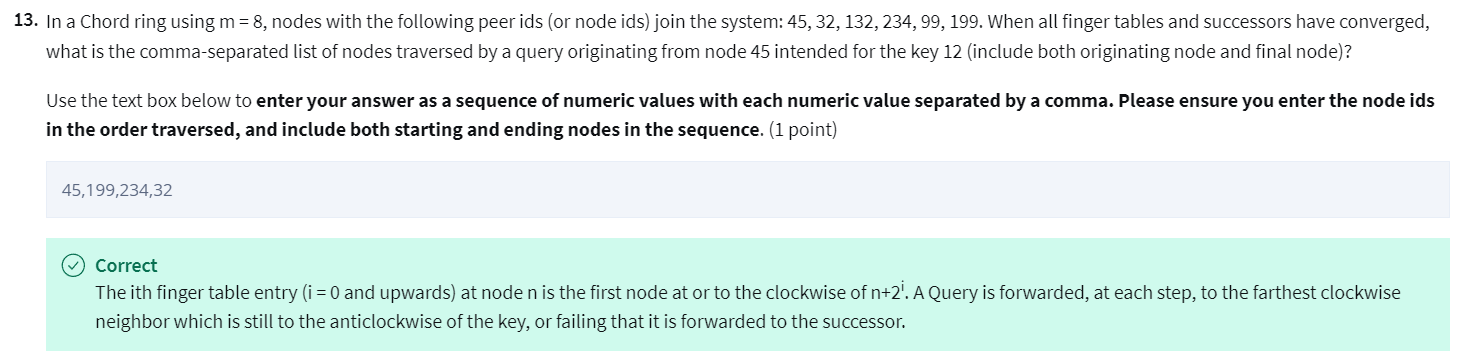 13. In a Chord ring using m = 8, nodes with the following peer ids (or node ids) join the system: 45, 32, 132, 234, 99, 199. When all finger tables and successors have converged,
what is the comma-separated list of nodes traversed by a query originating from node 45 intended for the key 12 (include both originating node and final node)?
Use the text box below to enter your answer as a sequence of numeric values with each numeric value separated by a comma. Please ensure you enter the node ids
in the order traversed, and include both starting and ending nodes in the sequence. (1 point)
45,199,234,32
Correct
The ith finger table entry (i = 0 and upwards) at node n is the first node at or to the clockwise of n+2ⁱ. A Query is forwarded, at each step, to the farthest clockwise
neighbor which is still to the anticlockwise of the key, or failing that it is forwarded to the successor.